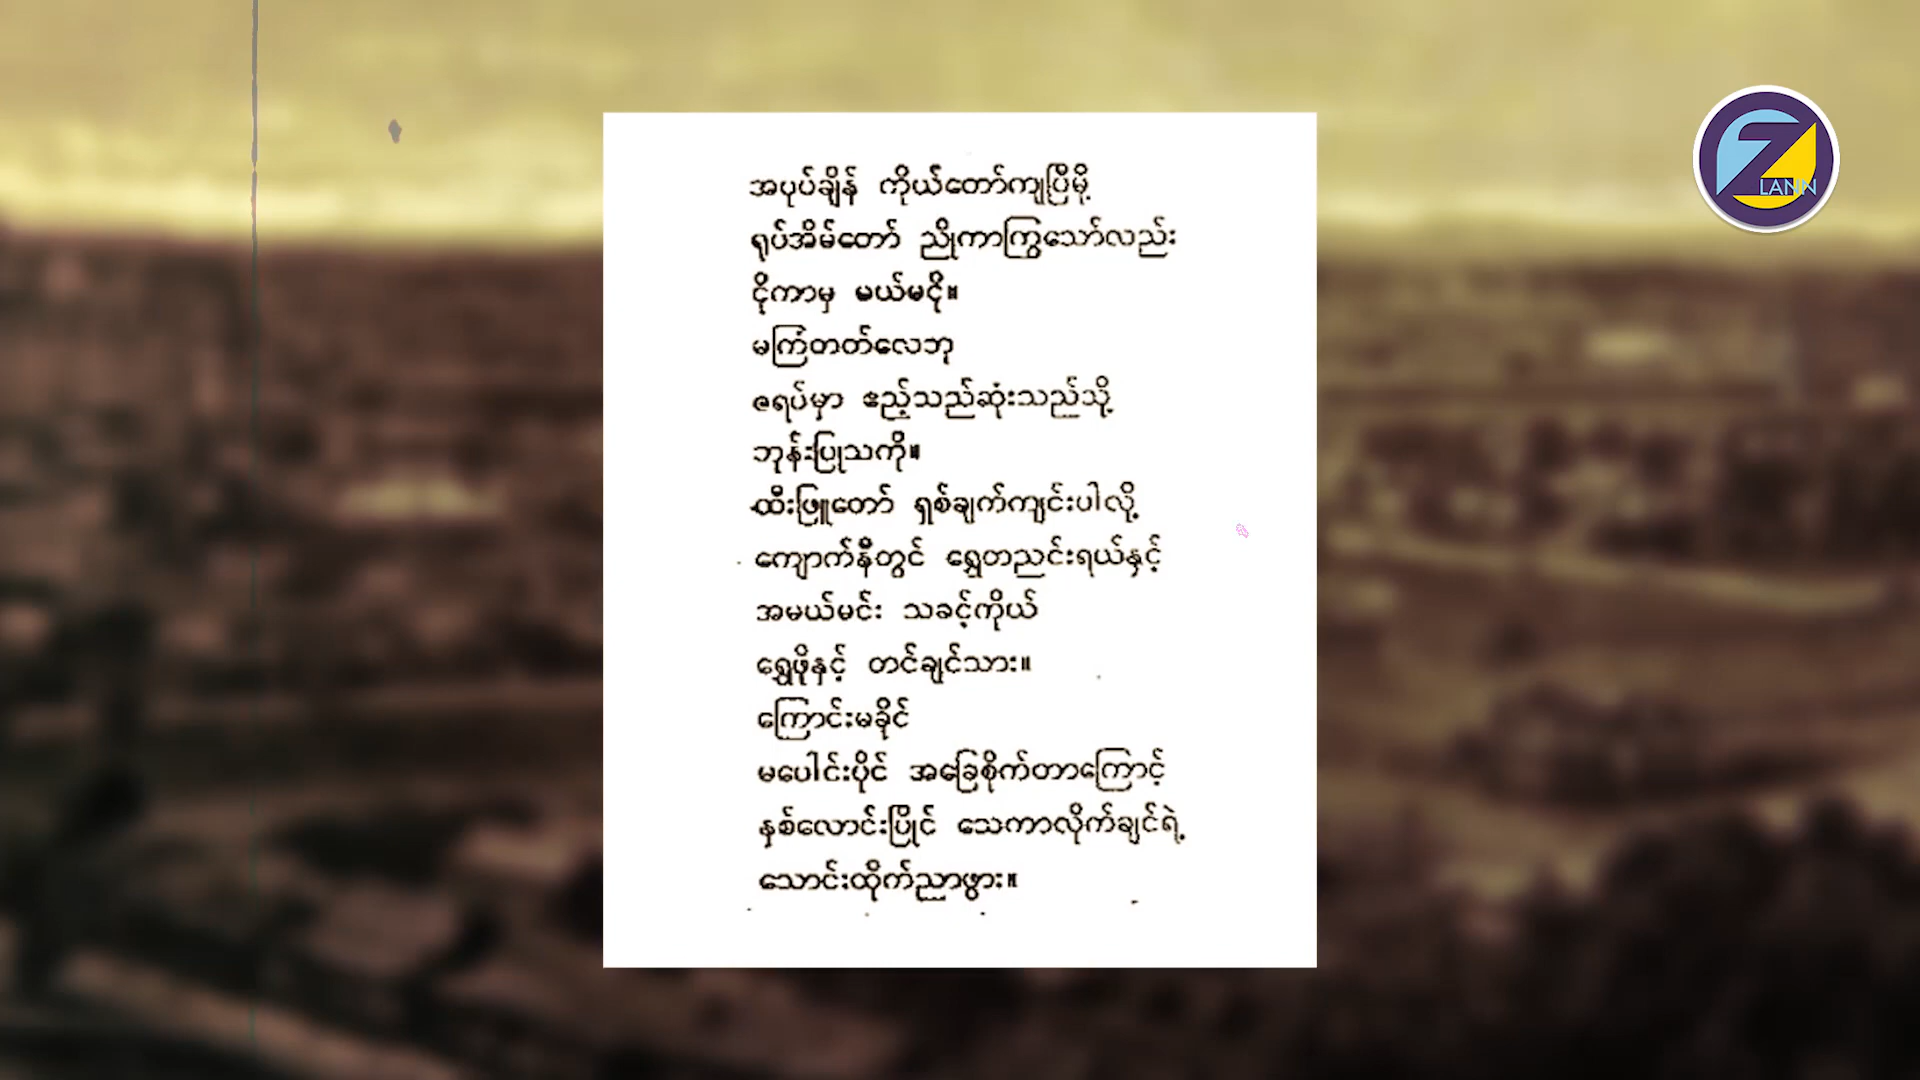 အပုပ်ချိန် ကိုယ်တော်ကျပြီမို့
ရုပ်အိမ်တော် ညှိုကာကြွသော်လည်း
ငိုကာမှ မယ်မငို။
မကြံတတ်လေဘု
ဇရပ်မှာ ဧည့်သည်ဆုံးသည်သို့
ဘုန်းပြုသကို။
ထီးဖြူတော် ရှစ်ချက်ကျင်းပါလို့
ကျောက်နီတွင် ရွှေတညင်းရယ်နှင့်
အမယ်မင်း သခင့်ကိုယ်
ရွှေဖိုနှင့် တင်ချင်သား။
ကြောင်းမခိုင်
မပေါင်းပိုင် အခြေစိုက်တာကြောင့်
နှစ်လောင်းပြိုင် သေကာလိုက်ချင်ရဲ့
သောင်းထိုက်ညာဖွား။
Z LANN